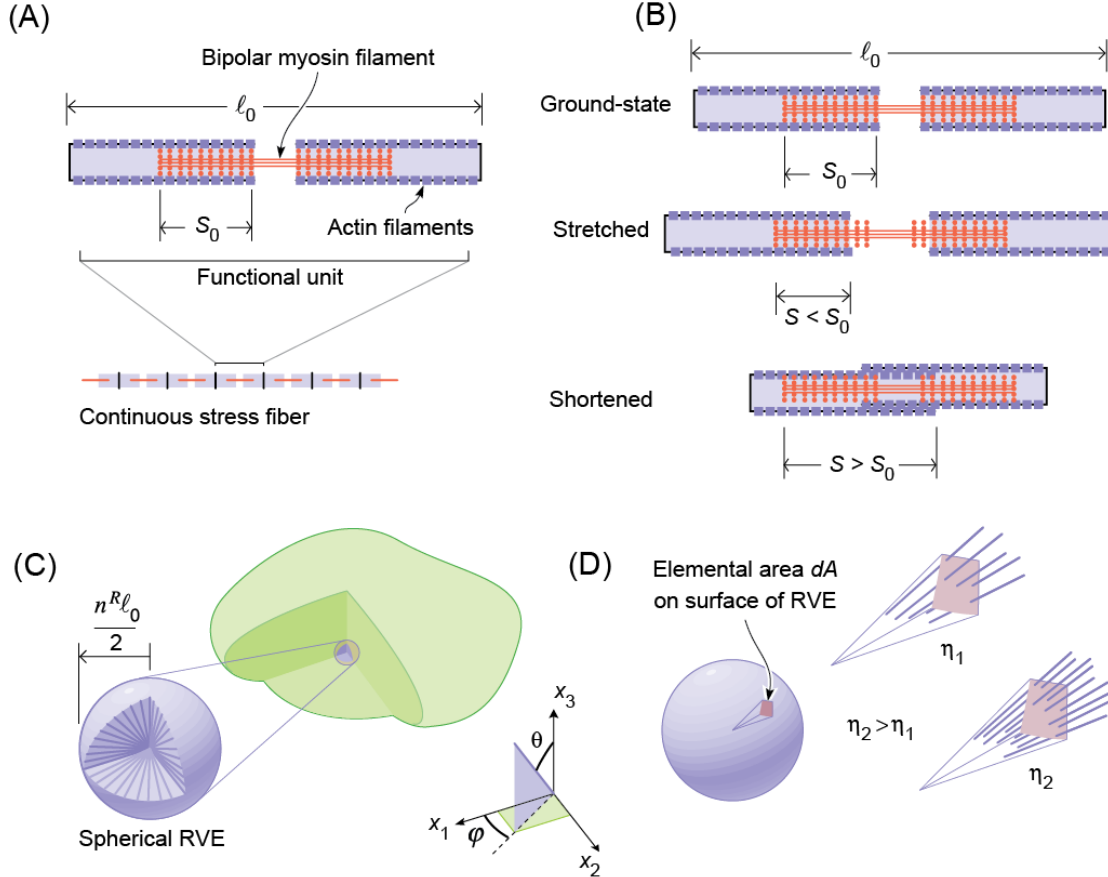 (A)
Bipolar myosin filament
ℓ0
S0
Actin filaments
Functional unit
Continuous stress fiber
(B)
ℓ0
Ground-state
S0
Stretched
S < S0
Shortened
S > S0
(C)
n^R ℓ0
2
Spherical RVE
x3
θ
x1
φ
x2
(D)
Elemental area dA
on surface of RVE
η1
η2 > η1
η2